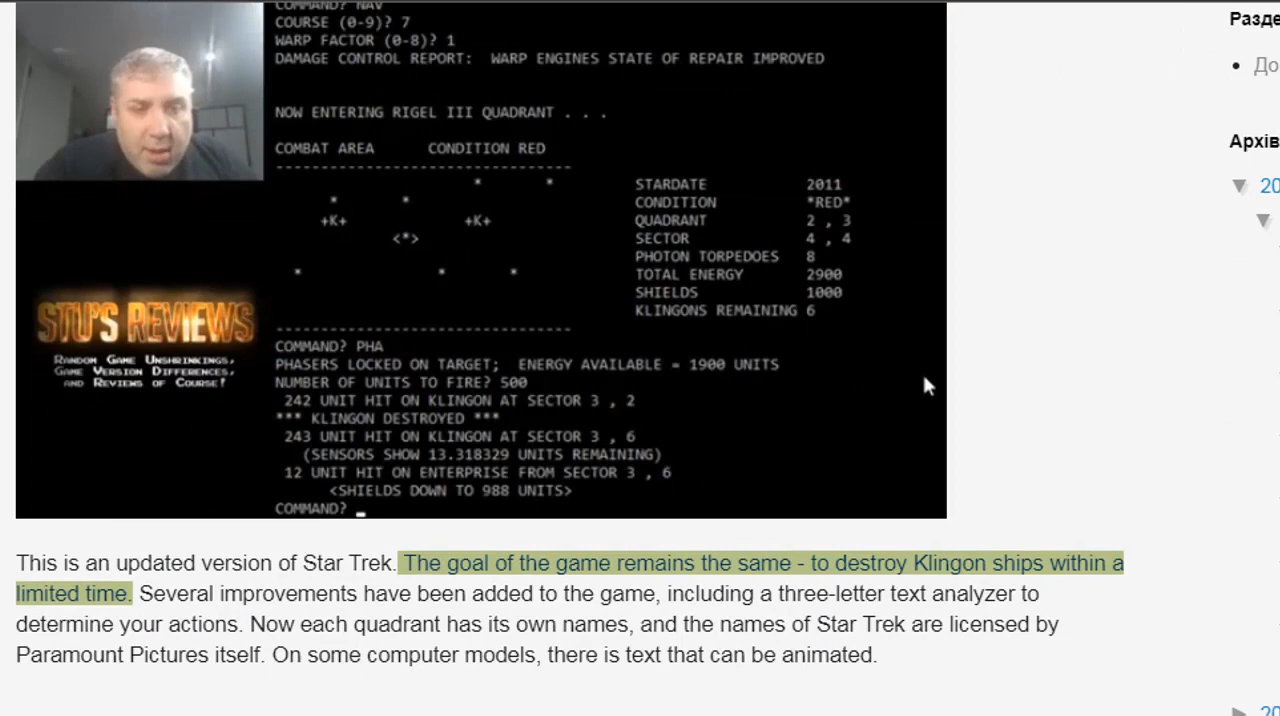 COMMAND? NAV
COURSE (0-9)? 7
WARP FACTOR (0-8)? 1
DAMAGE CONTROL REPORT: WARP ENGINES STATE OF REPAIR IMPROVED
NOW ENTERING RIGEL III QUADRANT . . .
COMBAT AREA CONDITION RED
---------------------------------
* *
* *
+K+ +K+
<*>
* * *
---------------------------------
STARDATE 2011
CONDITION *RED*
QUADRANT 2 , 3
SECTOR 4 , 4
PHOTON TORPEDOES 8
TOTAL ENERGY 2900
SHIELDS 1000
KLINGONS REMAINING 6
COMMAND? PHA
PHASERS LOCKED ON TARGET; ENERGY AVAILABLE = 1900 UNITS
NUMBER OF UNITS TO FIRE? 500
242 UNIT HIT ON KLINGON AT SECTOR 3 , 2
*** KLINGON DESTROYED ***
243 UNIT HIT ON KLINGON AT SECTOR 3 , 6
(SENSORS SHOW 13.318329 UNITS REMAINING)
12 UNIT HIT ON ENTERPRISE FROM SECTOR 3 , 6
<SHIELDS DOWN TO 988 UNITS>
COMMAND? _
STU'S REVIEWS
RANDOM GAME UNSHRINKINGS,
GAME VERSION DIFFERENCES,
AND REVIEWS OF COURSE!
This is an updated version of Star Trek. The goal of the game remains the same - to destroy Klingon ships within a
limited time. Several improvements have been added to the game, including a three-letter text analyzer to
determine your actions. Now each quadrant has its own names, and the names of Star Trek are licensed by
Paramount Pictures itself. On some computer models, there is text that can be animated.
Разде
До
Архів
20
20